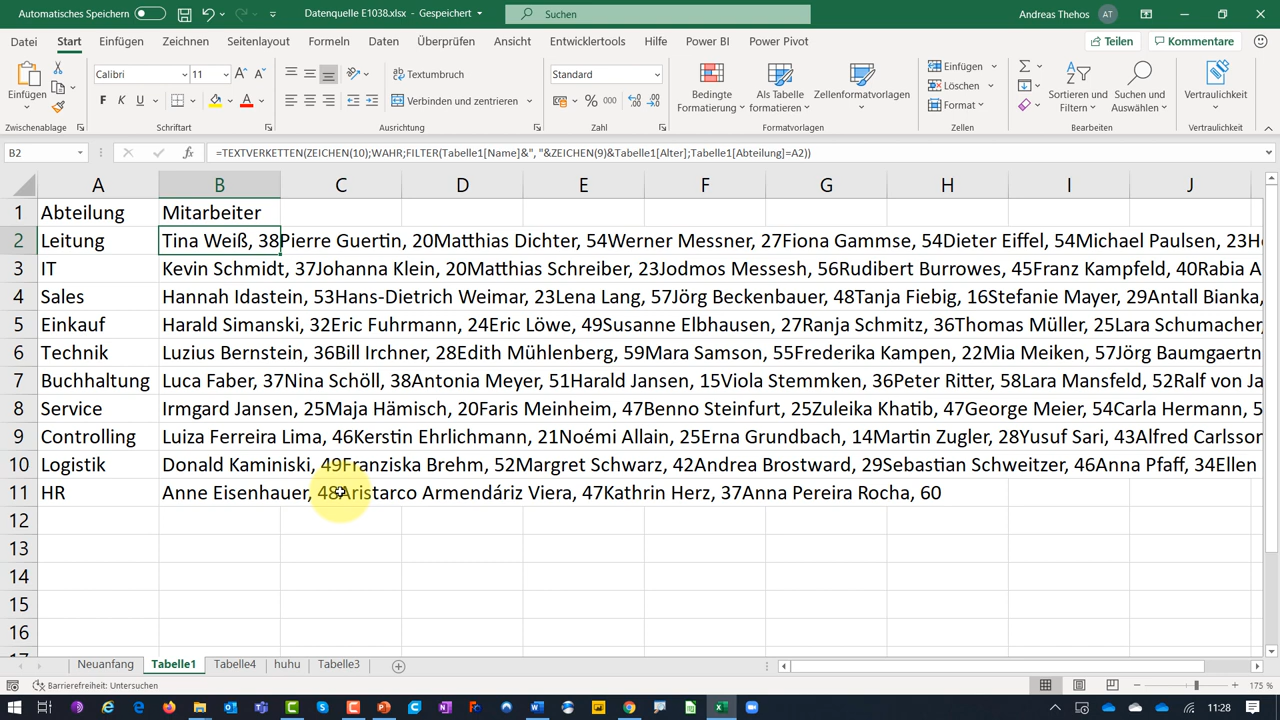 Automatisches Speichern
Datenquelle E1038.xlsx - Gespeichert
Suchen
Andreas Thehos
AT
Datei Start Einfügen Zeichnen Seitenlayout Formeln Daten Überprüfen Ansicht Entwicklertools Hilfe Power BI Power Pivot
Teilen
Kommentare
Einfügen
Calibri 11
Textumbruch
Verbinden und zentrieren
Standard
Bedingte Formatierung
Als Tabelle formatieren
Zellenformatvorlagen
Einfügen
Löschen
Format
Sortieren und Filtern
Suchen und Auswählen
Vertraulichkeit
Zwischenablage Schriftart Ausrichtung Zahl Formatvorlagen Zellen Bearbeiten Vertraulichkeit
B2
=TEXTVERKETTEN(ZEICHEN(10);WAHR;FILTER(Tabelle1[Name]&", "&ZEICHEN(9)&Tabelle1[Alter];Tabelle1[Abteilung]=A2))
A B C D E F G H I J
1 Abteilung Mitarbeiter
2 Leitung Tina Weiß, 38Pierre Guertin, 20Matthias Dichter, 54Werner Messner, 27Fiona Gammse, 54Dieter Eiffel, 54Michael Paulsen, 23H
3 IT Kevin Schmidt, 37Johanna Klein, 20Matthias Schreiber, 23Jodmos Messesh, 56Rudibert Burrowes, 45Franz Kampfeld, 40Rabia A
4 Sales Hannah Idastein, 53Hans-Dietrich Weimar, 23Lena Lang, 57Jörg Beckenbauer, 48Tanja Fiebig, 16Stefanie Mayer, 29Antall Bianka,
5 Einkauf Harald Simanski, 32Eric Fuhrmann, 24Eric Löwe, 49Susanne Elbhausen, 27Ranja Schmitz, 36Thomas Müller, 25Lara Schumacher,
6 Technik Luzius Bernstein, 36Bill Irchner, 28Edith Mühlenberg, 59Mara Samson, 55Frederika Kampen, 22Mia Meiken, 57Jörg Baumgaertn
7 Buchhaltung Luca Faber, 37Nina Schöll, 38Antonia Meyer, 51Harald Jansen, 15Viola Stemmken, 36Peter Ritter, 58Lara Mansfeld, 52Ralf von Ja
8 Service Irmgard Jansen, 25Maja Hämisch, 20Faris Meinheim, 47Benno Steinfurt, 25Zuleika Khatib, 47George Meier, 54Carla Hermann, 5
9 Controlling Luiza Ferreira Lima, 46Kerstin Ehrlichmann, 21Noémi Allain, 25Erna Grundbach, 14Martin Zugler, 28Yusuf Sari, 43Alfred Carlsson
10 Logistik Donald Kaminiski, 49Franziska Brehm, 52Margret Schwarz, 42Andrea Brostward, 29Sebastian Schweitzer, 46Anna Pfaff, 34Ellen
11 HR Anne Eisenhauer, 48Aristarco Armendáriz Viera, 47Kathrin Herz, 37Anna Pereira Rocha, 60
12
13
14
15
16
Neuanfang Tabelle1 Tabelle4 huhu Tabelle3
Barrierefreiheit: Untersuchen
175 %
11:28